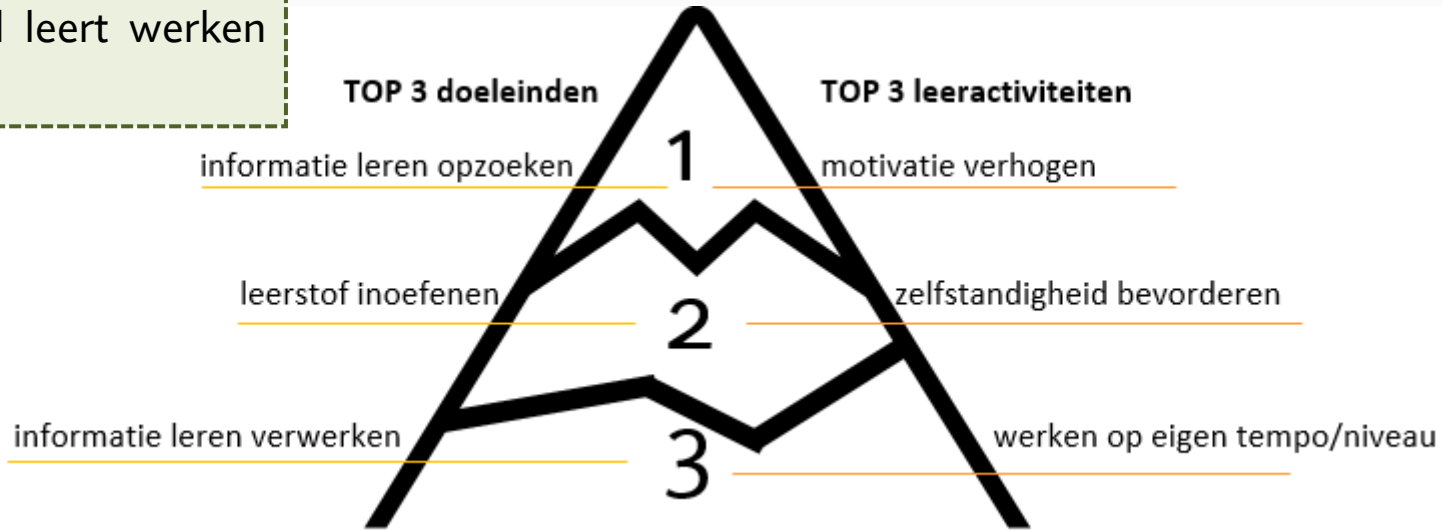 leert werken
TOP 3 doeleinden
TOP 3 leeractiviteiten
informatie leren opzoeken
1
motivatie verhogen
leerstof inoefenen
2
zelfstandigheid bevorderen
informatie leren verwerken
3
werken op eigen tempo/niveau